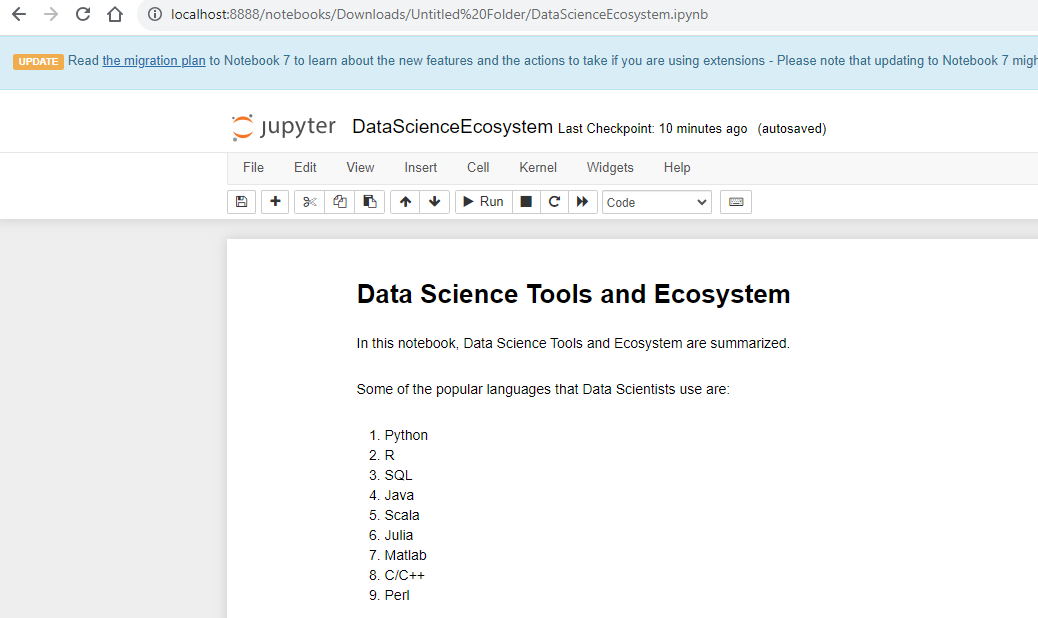 localhost:8888/notebooks/Downloads/Untitled%20Folder/DataScienceEcosystem.ipynb
UPDATE Read the migration plan to Notebook 7 to learn about the new features and the actions to take if you are using extensions - Please note that updating to Notebook 7
jupyter DataScienceEcosystem Last Checkpoint: 10 minutes ago (autosaved)
File Edit View Insert Cell Kernel Widgets Help
Run Code
Data Science Tools and Ecosystem
In this notebook, Data Science Tools and Ecosystem are summarized.
Some of the popular languages that Data Scientists use are:
1. Python
2. R
3. SQL
4. Java
5. Scala
6. Julia
7. Matlab
8. C/C++
9. Perl